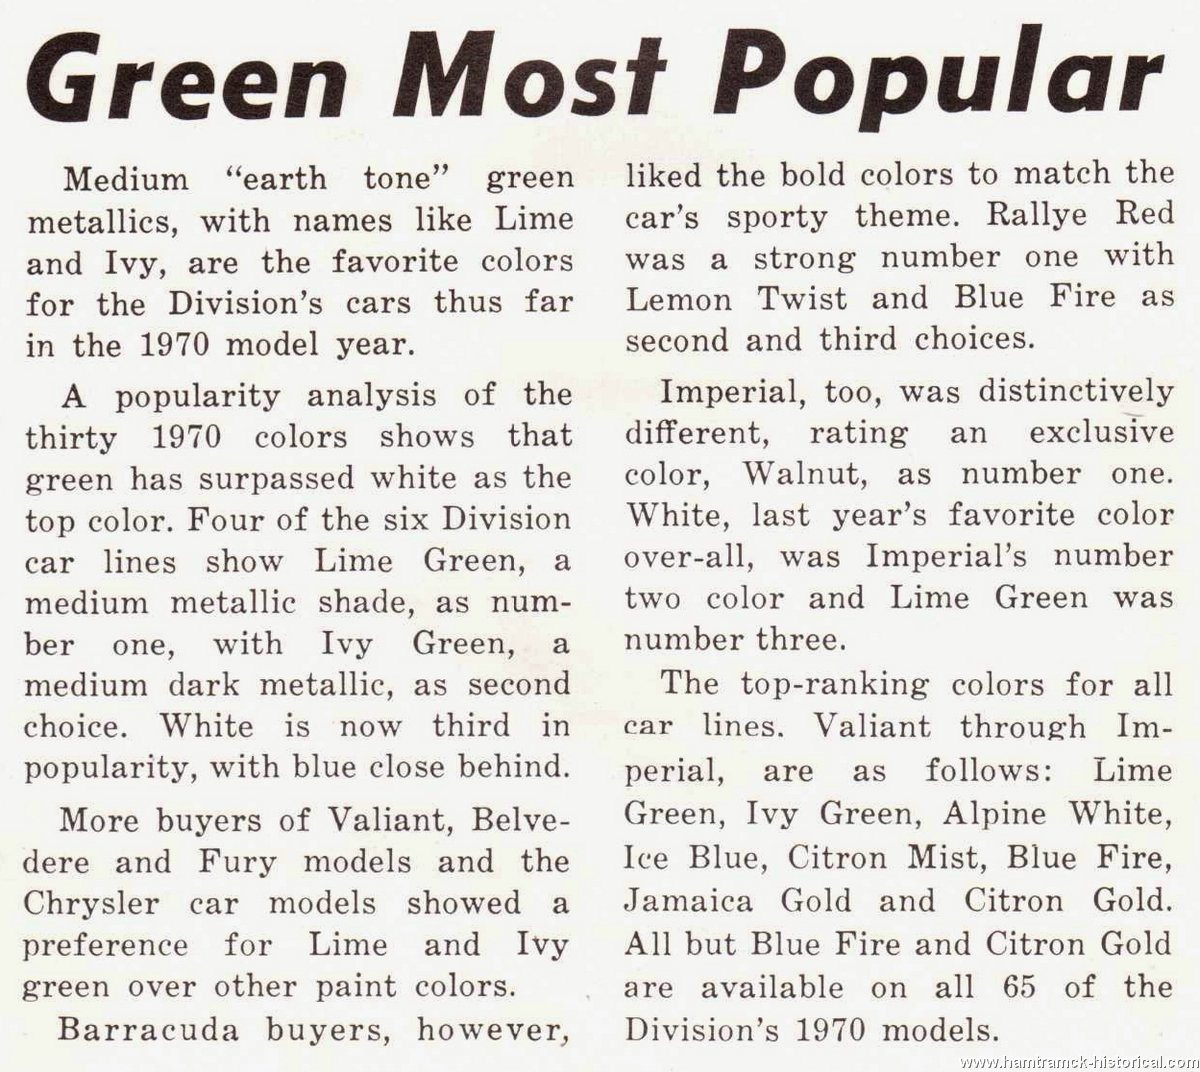 Green Most Popular
Medium “earth tone” green
metallics, with names like Lime
and Ivy, are the favorite colors
for the Division’s cars thus far
in the 1970 model year.
A popularity analysis of the
thirty 1970 colors shows that
green has surpassed white as the
top color. Four of the six Division
car lines show Lime Green, a
medium metallic shade, as num-
ber one, with Ivy Green, a
medium dark metallic, as second
choice. White is now third in
popularity, with blue close behind.
More buyers of Valiant, Belve-
dere and Fury models and the
Chrysler car models showed a
preference for Lime and Ivy
green over other paint colors.
Barracuda buyers, however,
liked the bold colors to match the
car’s sporty theme. Rallye Red
was a strong number one with
Lemon Twist and Blue Fire as
second and third choices.
Imperial, too, was distinctively
different, rating an exclusive
color, Walnut, as number one.
White, last year’s favorite color
over-all, was Imperial’s number
two color and Lime Green was
number three.
The top-ranking colors for all
car lines. Valiant through Im-
perial, are as follows: Lime
Green, Ivy Green, Alpine White,
Ice Blue, Citron Mist, Blue Fire,
Jamaica Gold and Citron Gold.
All but Blue Fire and Citron Gold
are available on all 65 of the
Division’s 1970 models.
www.hamtramck-historical.com